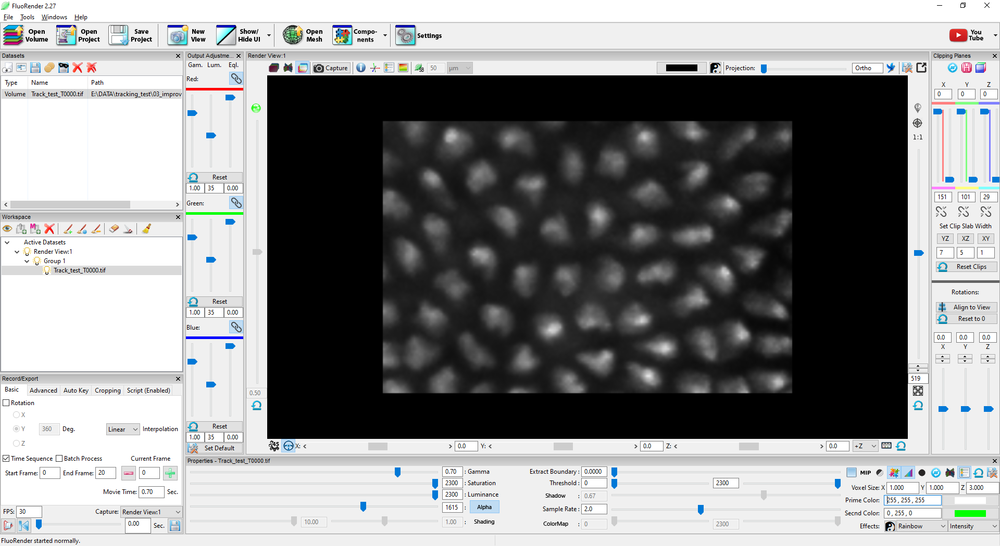 FluoRender 2.27
File Tools Windows Help
Open Volume
Open Project
Save Project
New View
Show/ Hide UI
Open Mesh
Compo- nents
Settings
You Tube
Datasets
Type Name Path
Volume Track_test_T0000.tif E:\DATA\tracking_test\03_improv
Workspace
Active Datasets
Render View:1
Group 1
Track_test_T0000.tif
Record/Export
Basic Advanced Auto Key Cropping Script (Enabled)
Rotation
X
Y 360 Deg. Linear Interpolation
Z
Time Sequence Batch Process Current Frame
Start Frame: 0 End Frame: 20 0
Movie Time: 0.70 Sec.
FPS: 30 Capture: Render View:1
0.00 Sec.
FluoRender started normally.
Output Adjustme...
Gam. Lum. Eql.
Red:
Reset
1.00 35 0.00
Green:
Reset
1.00 35 0.00
Blue:
Reset
1.00 35 0.00
Set Default
Render View:1
Capture SB 50 µm Projection: Ortho
0.50
1:1
519
45 X: 0.0 Y: 0.0 Z: 0.0 +Z 000
Properties - Track_test_T0000.tif
0.70 : Gamma Extract Boundary : 0.0000 MIP
2300 : Saturation Threshold : 0 2300 Voxel Size: X 1.000 Y 1.000 Z 3.000
2300 : Luminance Shadow : 0.67 Prime Color: 255 , 255 , 255
1615 : Alpha Sample Rate : 2.0 Secnd Color: 0 , 255 , 0
10.00 1.00 : Shading ColorMap : 0 2300 Effects: Rainbow Intensity
Clipping Planes
X Y Z
0 0 0
151 101 29
Set Clip Slab Width
YZ XZ XY
7 5 1
Reset Clips
Rotations:
Align to View
Reset to 0
0.0 0.0 0.0
X Y Z